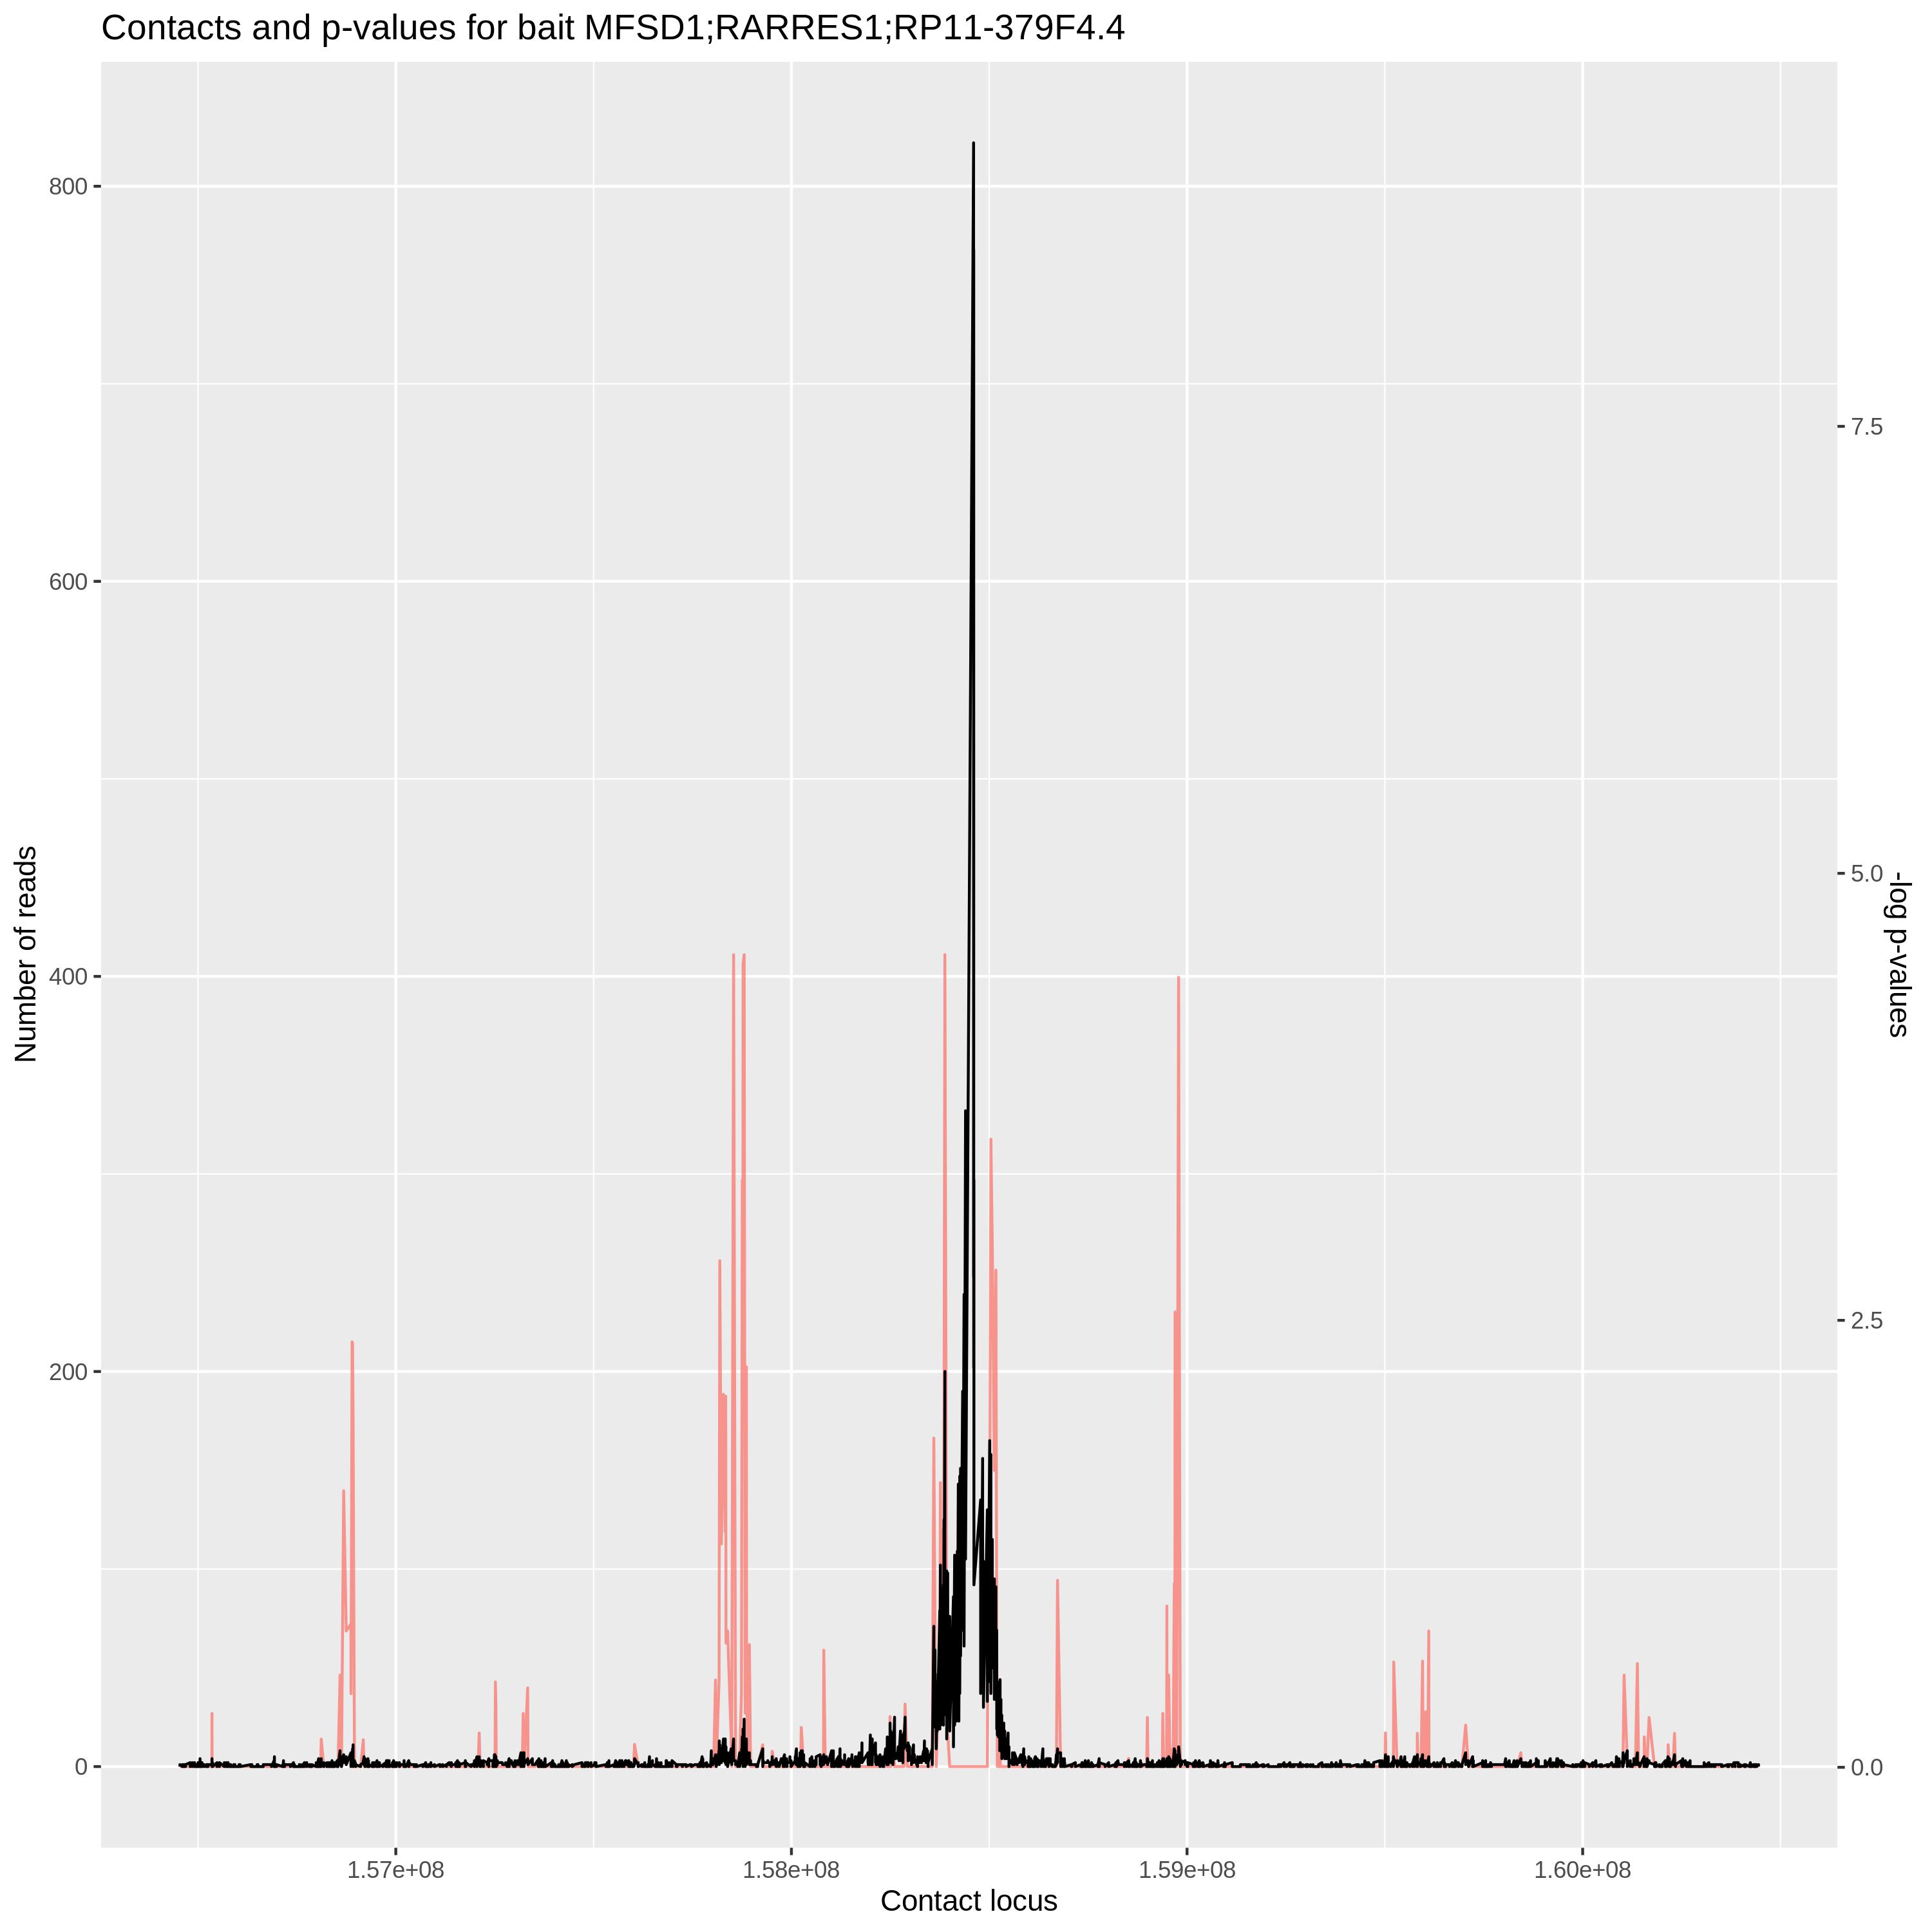 Contacts and p-values for bait MFSD1;RARRES1;RP11-379F4.4
800
600
400
200
0
Number of reads
7.5
5.0
2.5
0.0
-log p-values
1.57e+08 1.58e+08 1.59e+08 1.60e+08
Contact locus